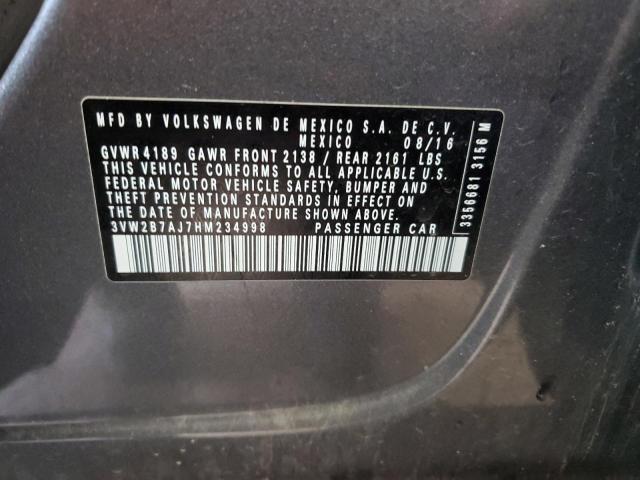 MFD BY VOLKSWAGEN DE MEXICO S.A. DE C.V.
MEXICO 08/16
GVWR 4189 GAWR FRONT 2138 / REAR 2161 LBS
THIS VEHICLE CONFORMS TO ALL APPLICABLE U.S.
FEDERAL MOTOR VEHICLE SAFETY, BUMPER AND
THEFT PREVENTION STANDARDS IN EFFECT ON
THE DATE OF MANUFACTURE SHOWN ABOVE.
3VW2B7AJ7HM234998 PASSENGER CAR
3356681 3156 M